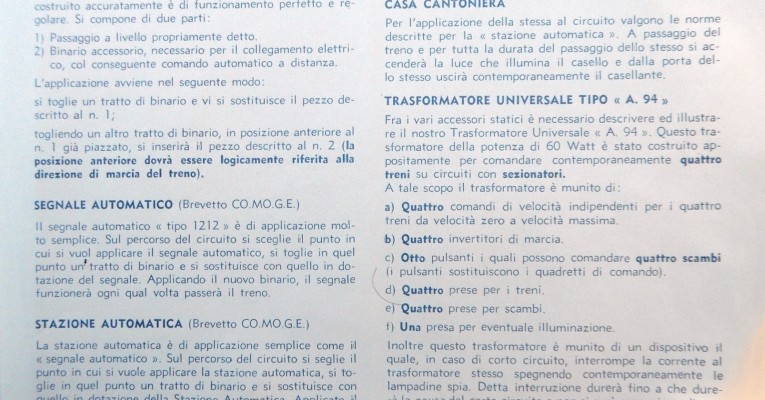 costruito accuratamente è di funzionamento perfetto e re-
golare. Si compone di due parti:
1) Passaggio a livello propriamente detto.
2) Binario accessorio, necessario per il collegamento elettri-
co, col conseguente comando automatico a distanza.
L'applicazione avviene nel seguente modo:
si toglie un tratto di binario e vi si sostituisce il pezzo de-
scritto al n. 1;
togliendo un altro tratto di binario, in posizione anteriore al
n. 1 già piazzato, si inserirà il pezzo descritto al n. 2 (la
posizione anteriore dovrà essere logicamente riferita alla
direzione di marcia del treno).
SEGNALE AUTOMATICO (Brevetto CO.MO.G.E.)
Il segnale automatico « tipo 1212 » è di applicazione mol-
to semplice. Sul percorso del circuito si sceglie il punto in
cui si vuol applicare il segnale automatico, si toglie in quel
punto un tratto di binario e si sostituisce con quello in do-
tazione del segnale. Applicando il nuovo binario, il segnale
funzionerà ogni qual volta passerà il treno.
STAZIONE AUTOMATICA (Brevetto CO.MO.G.E.)
La stazione automatica è di applicazione semplice come il
« segnale automatico ». Sul percorso del circuito si seglie il
punto in cui si vuole applicare la stazione automatica, si to-
glie in quel punto un tratto di binario e si sostituisce con
quello in dotazione della Stazione Automatica. Applicato il
CASA CANTONIERA
Per l'applicazione della stessa al circuito valgono le norme
descritte per la « stazione automatica ». A passaggio del
treno e per tutta la durata del passaggio dello stesso si ac-
cenderà la luce che illumina il casello e dalla porta del-
lo stesso uscirà contemporaneamente il casellante.
TRASFORMATORE UNIVERSALE TIPO « A. 94 »
Fra i vari accessori statici è necessario descrivere ed illustra-
re il nostro Trasformatore Universale « A. 94 ». Questo tra-
sformatore della potenza di 60 Watt è stato costruito ap-
positamente per comandare contemporaneamente quattro
treni su circuiti con sezionatori.
A tale scopo il trasformatore è munito di:
a) Quattro comandi di velocità indipendenti per i quattro
treni da velocità zero a velocità massima.
b) Quattro invertitori di marcia.
c) Otto pulsanti i quali possono comandare quattro scambi
(i pulsanti sostituiscono i quadretti di comando).
d) Quattro prese per i treni.
e) Quattro prese per scambi.
f) Una presa per eventuale illuminazione.
Inoltre questo trasformatore è munito di un dispositivo il
quale, in caso di corto circuito, interrompe la corrente al
trasformatore stesso spegnendo contemporaneamente le
lampadine spia. Detta interruzione durerà fino a che dure-